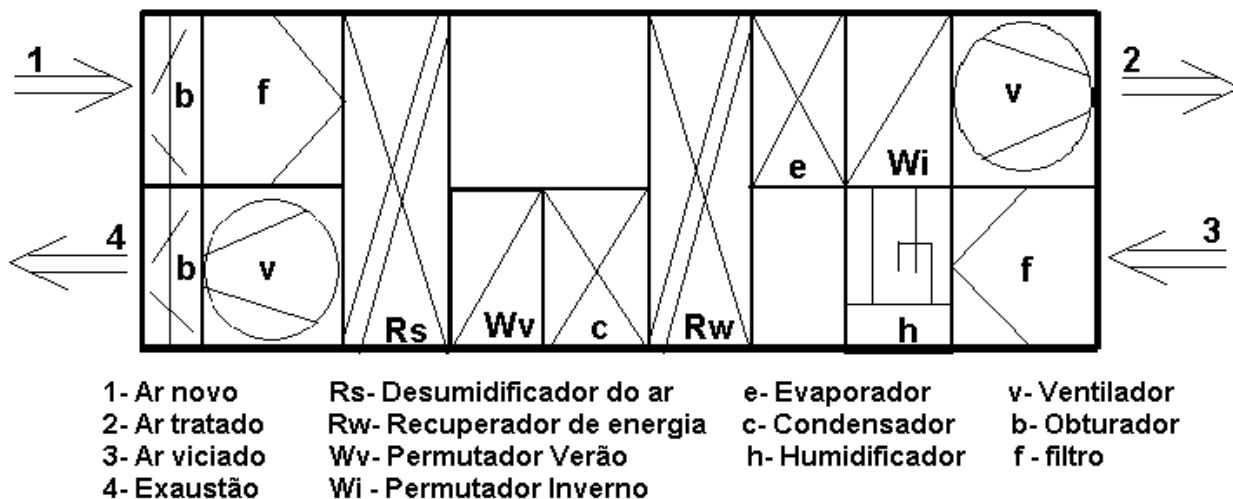 1 b f e Wi v 2
4 b v Rs Wv c Rw h f 3
1- Ar novo Rs- Desumidificador do ar e- Evaporador v- Ventilador
2- Ar tratado Rw- Recuperador de energia c- Condensador b- Obturador
3- Ar viciado Wv- Permutador Verão h- Humidificador f - filtro
4- Exaustão Wi - Permutador Inverno